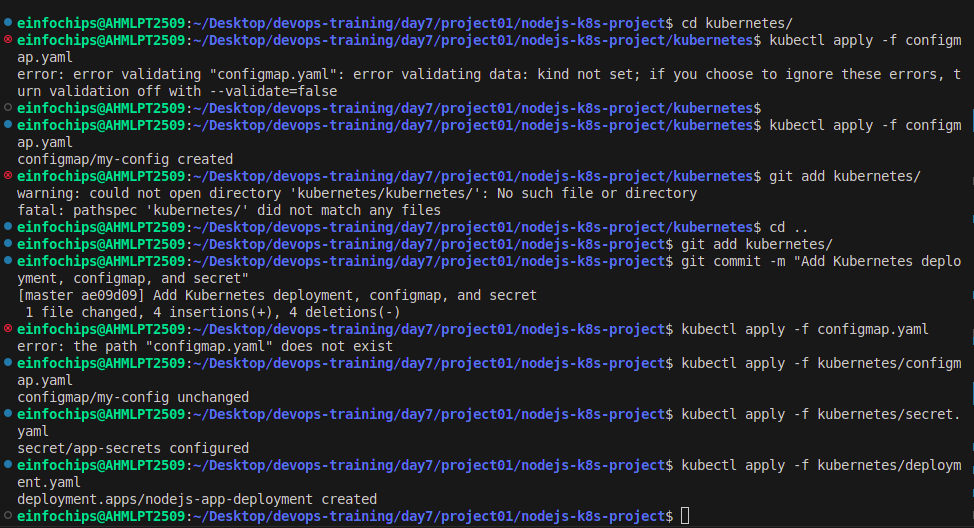 einfochips@AHMLPT2509:~/Desktop/devops-training/day7/project01/nodejs-k8s-project$ cd kubernetes/
einfochips@AHMLPT2509:~/Desktop/devops-training/day7/project01/nodejs-k8s-project/kubernetes$ kubectl apply -f configm
ap.yaml
error: error validating "configmap.yaml": error validating data: kind not set; if you choose to ignore these errors, t
urn validation off with --validate=false
einfochips@AHMLPT2509:~/Desktop/devops-training/day7/project01/nodejs-k8s-project/kubernetes$
einfochips@AHMLPT2509:~/Desktop/devops-training/day7/project01/nodejs-k8s-project/kubernetes$ kubectl apply -f configm
ap.yaml
configmap/my-config created
einfochips@AHMLPT2509:~/Desktop/devops-training/day7/project01/nodejs-k8s-project/kubernetes$ git add kubernetes/
warning: could not open directory 'kubernetes/kubernetes/': No such file or directory
fatal: pathspec 'kubernetes/' did not match any files
einfochips@AHMLPT2509:~/Desktop/devops-training/day7/project01/nodejs-k8s-project/kubernetes$ cd ..
einfochips@AHMLPT2509:~/Desktop/devops-training/day7/project01/nodejs-k8s-project$ git add kubernetes/
einfochips@AHMLPT2509:~/Desktop/devops-training/day7/project01/nodejs-k8s-project$ git commit -m "Add Kubernetes deplo
yment, configmap, and secret"
[master ae09d09] Add Kubernetes deployment, configmap, and secret
 1 file changed, 4 insertions(+), 4 deletions(-)
einfochips@AHMLPT2509:~/Desktop/devops-training/day7/project01/nodejs-k8s-project$ kubectl apply -f configmap.yaml
error: the path "configmap.yaml" does not exist
einfochips@AHMLPT2509:~/Desktop/devops-training/day7/project01/nodejs-k8s-project$ kubectl apply -f kubernetes/configm
ap.yaml
configmap/my-config unchanged
einfochips@AHMLPT2509:~/Desktop/devops-training/day7/project01/nodejs-k8s-project$ kubectl apply -f kubernetes/secret.
yaml
secret/app-secrets configured
einfochips@AHMLPT2509:~/Desktop/devops-training/day7/project01/nodejs-k8s-project$ kubectl apply -f kubernetes/deploym
ent.yaml
deployment.apps/nodejs-app-deployment created
einfochips@AHMLPT2509:~/Desktop/devops-training/day7/project01/nodejs-k8s-project$